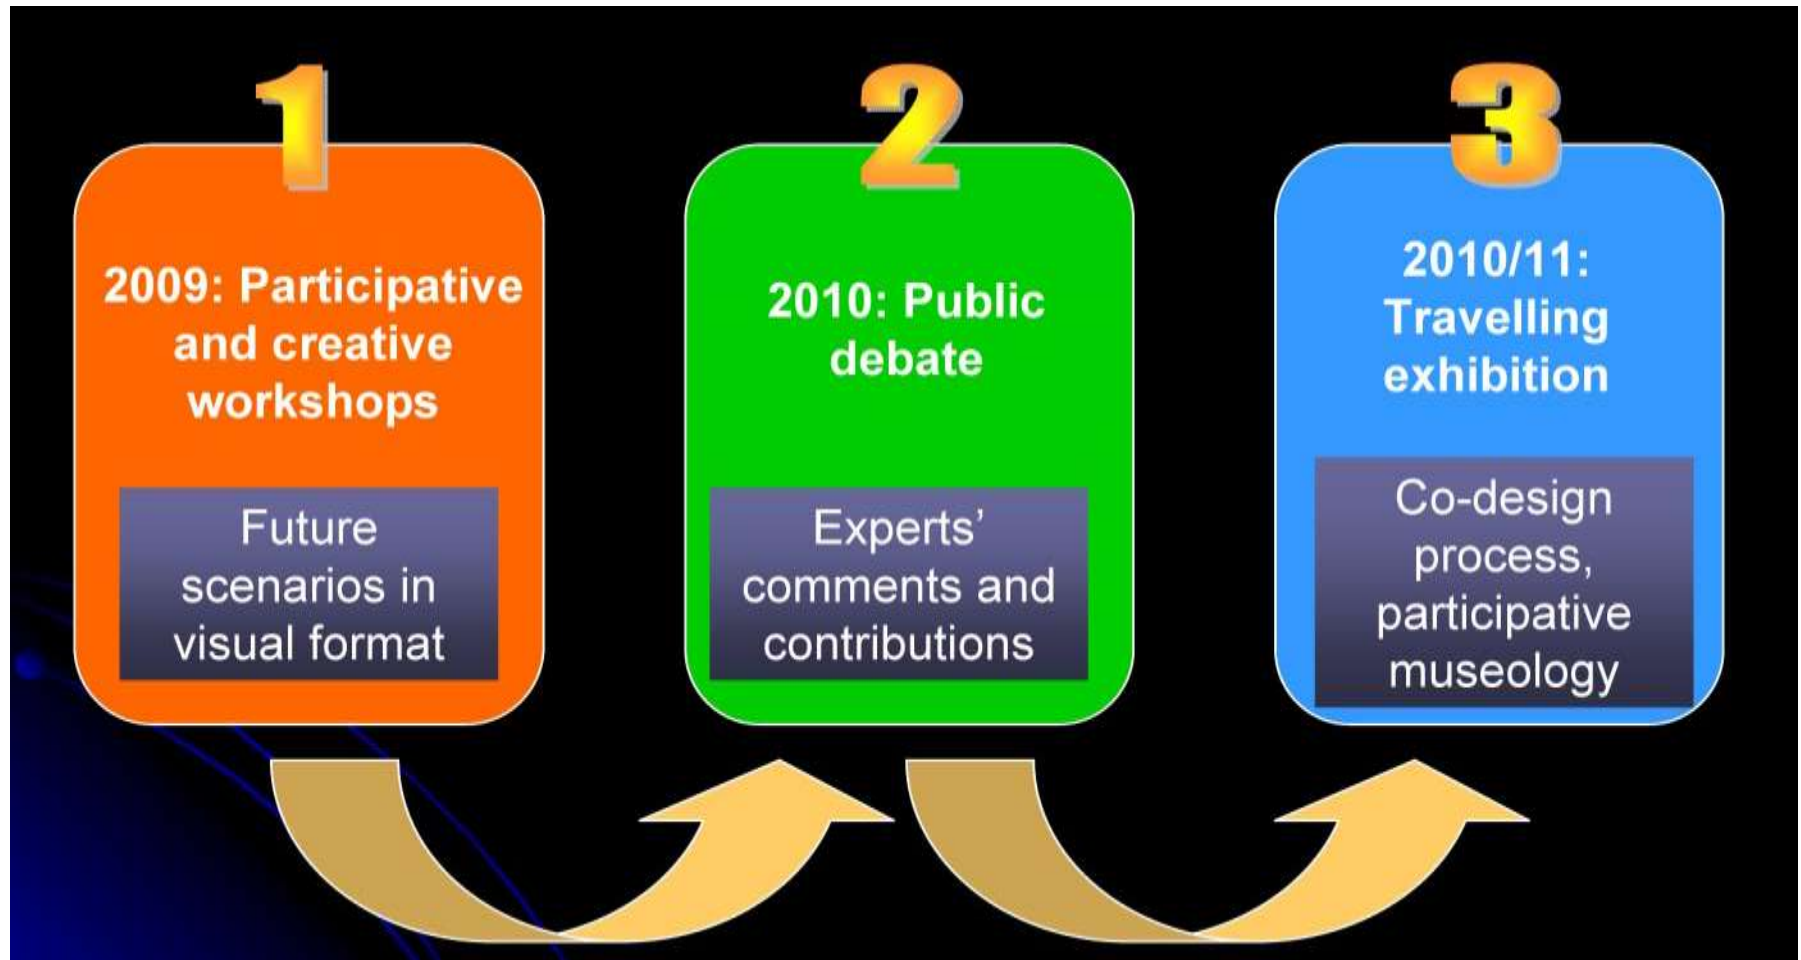 1
2009: Participative
and creative
workshops
Future
scenarios in
visual format
2
2010: Public
debate
Experts’
comments and
contributions
3
2010/11:
Travelling
exhibition
Co-design
process,
participative
museology